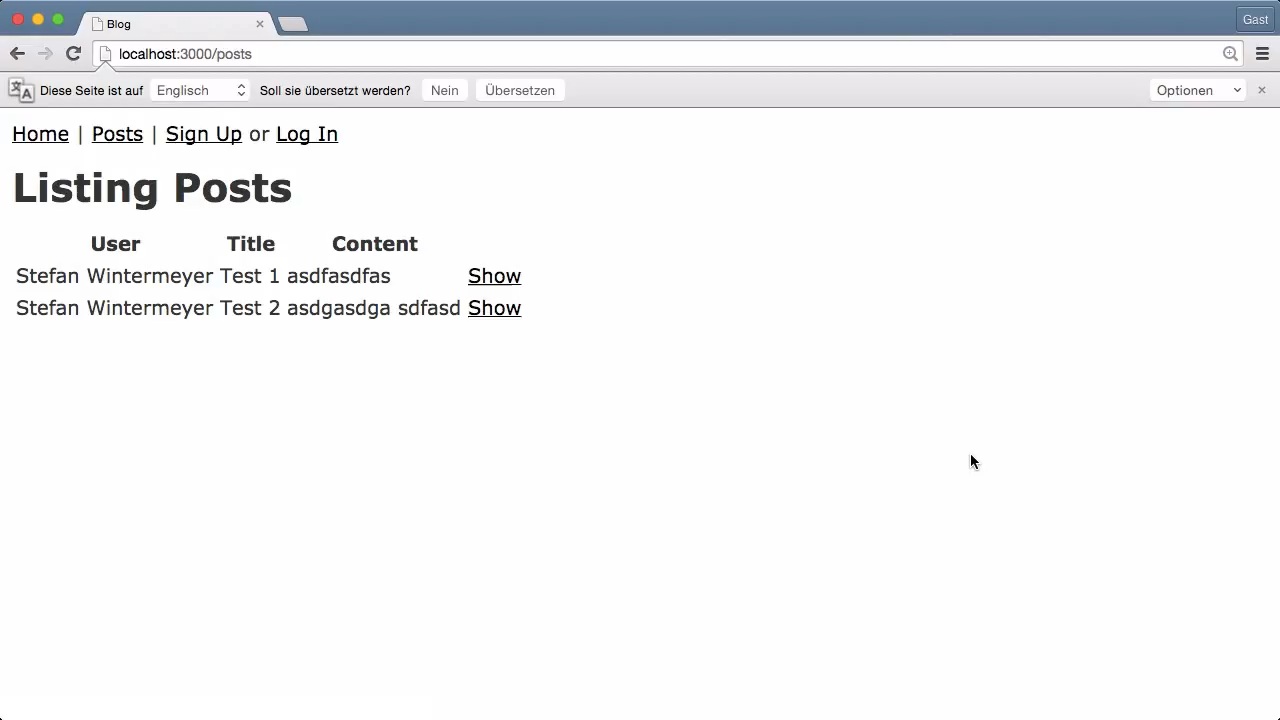 Blog
Gast
localhost:3000/posts
Diese Seite ist auf Englisch Soll sie übersetzt werden? Nein Übersetzen Optionen
Home | Posts | Sign Up or Log In
Listing Posts
User Title Content
Stefan Wintermeyer Test 1 asdfasdfas Show
Stefan Wintermeyer Test 2 asdgasdga sdfasd Show